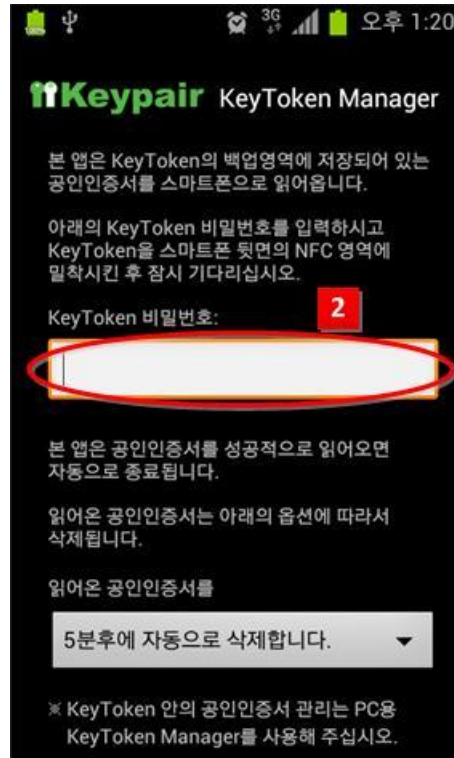 100%
3G
오후 1:20
Keypair KeyToken Manager
본 앱은 KeyToken의 백업영역에 저장되어 있는
공인인증서를 스마트폰으로 읽어옵니다.
아래의 KeyToken 비밀번호를 입력하시고
KeyToken을 스마트폰 뒷면의 NFC 영역에
밀착시킨 후 잠시 기다리십시오.
KeyToken 비밀번호:
2
본 앱은 공인인증서를 성공적으로 읽어오면
자동으로 종료됩니다.
읽어온 공인인증서는 아래의 옵션에 따라서
삭제됩니다.
읽어온 공인인증서를
5분후에 자동으로 삭제합니다.
※ KeyToken 안의 공인인증서 관리는 PC용
KeyToken Manager를 사용해 주십시오.